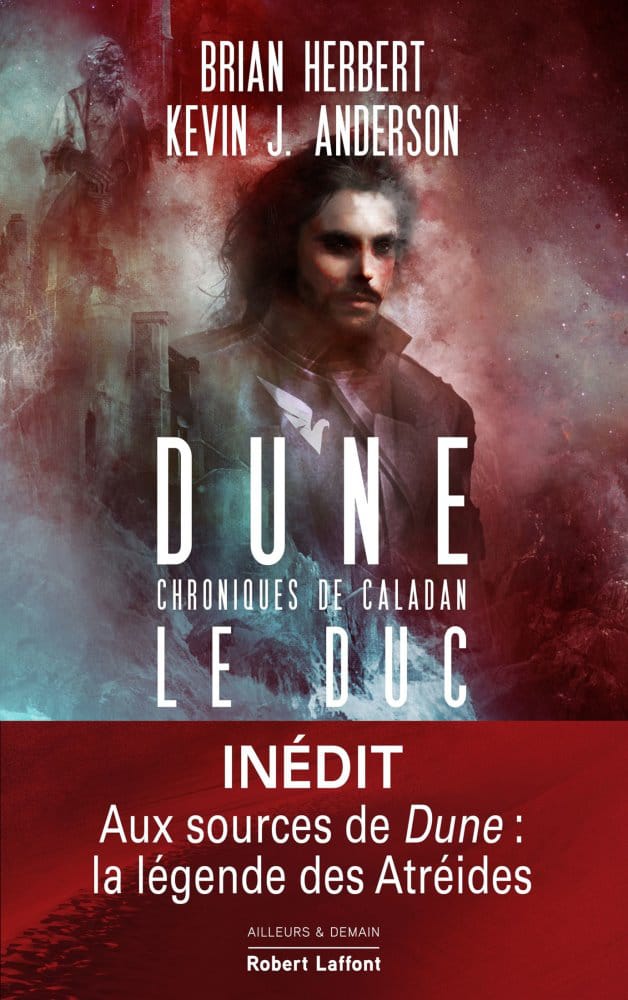 BRIAN HERBERT
KEVIN J. ANDERSON
DUNE
CHRONIQUES DE CALADAN
LE DUC
INÉDIT
Aux sources de Dune :
la légende des Atréides
AILLEURS & DEMAIN
Robert Laffont